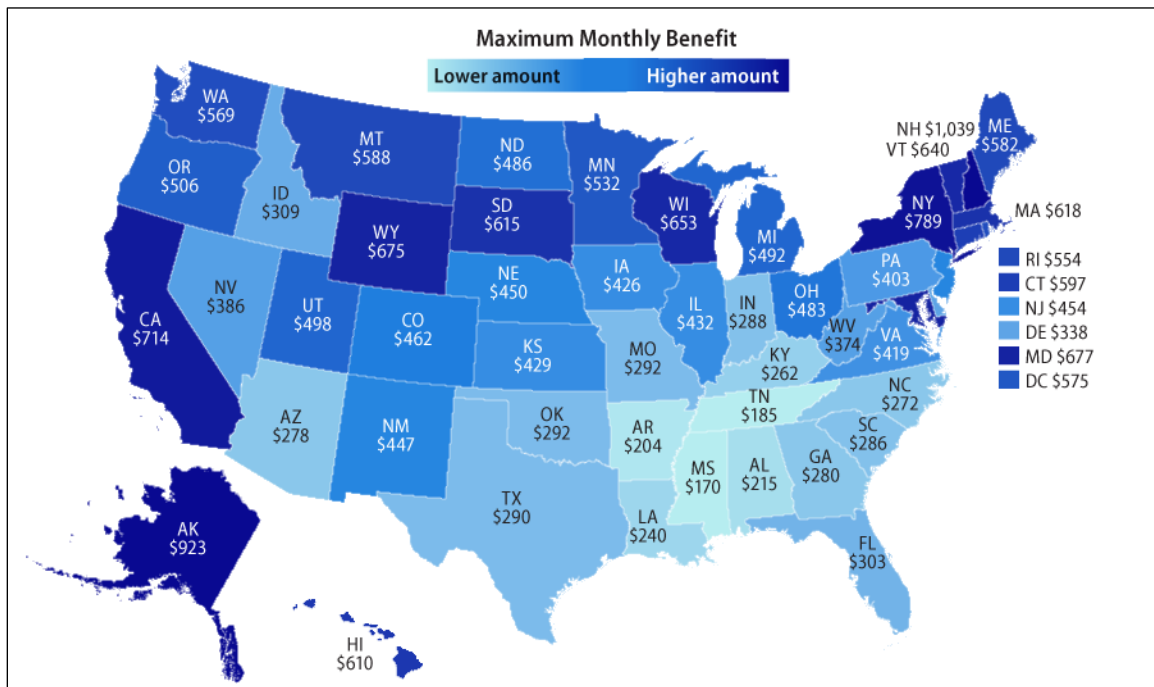 Maximum Monthly Benefit
Lower amount Higher amount
WA
$569
MT
$588
ND
$486
MN
$532
NH $1,039
VT $640
ME
$582
OR
$506
ID
$309
SD
$615
WI
$653
NY
$789
MA $618
WY
$675
MI
$492
RI $554
CT $597
NJ $454
DE $338
MD $677
DC $575
NV
$386
UT
$498
CO
$462
NE
$450
IA
$426
IL
$432
IN
$288
OH
$483
PA
$403
CA
$714
KS
$429
MO
$292
KY
$262
WV
$374
VA
$419
AZ
$278
NM
$447
OK
$292
AR
$204
TN
$185
NC
$272
SC
$286
TX
$290
LA
$240
MS
$170
AL
$215
GA
$280
FL
$303
AK
$923
HI
$610